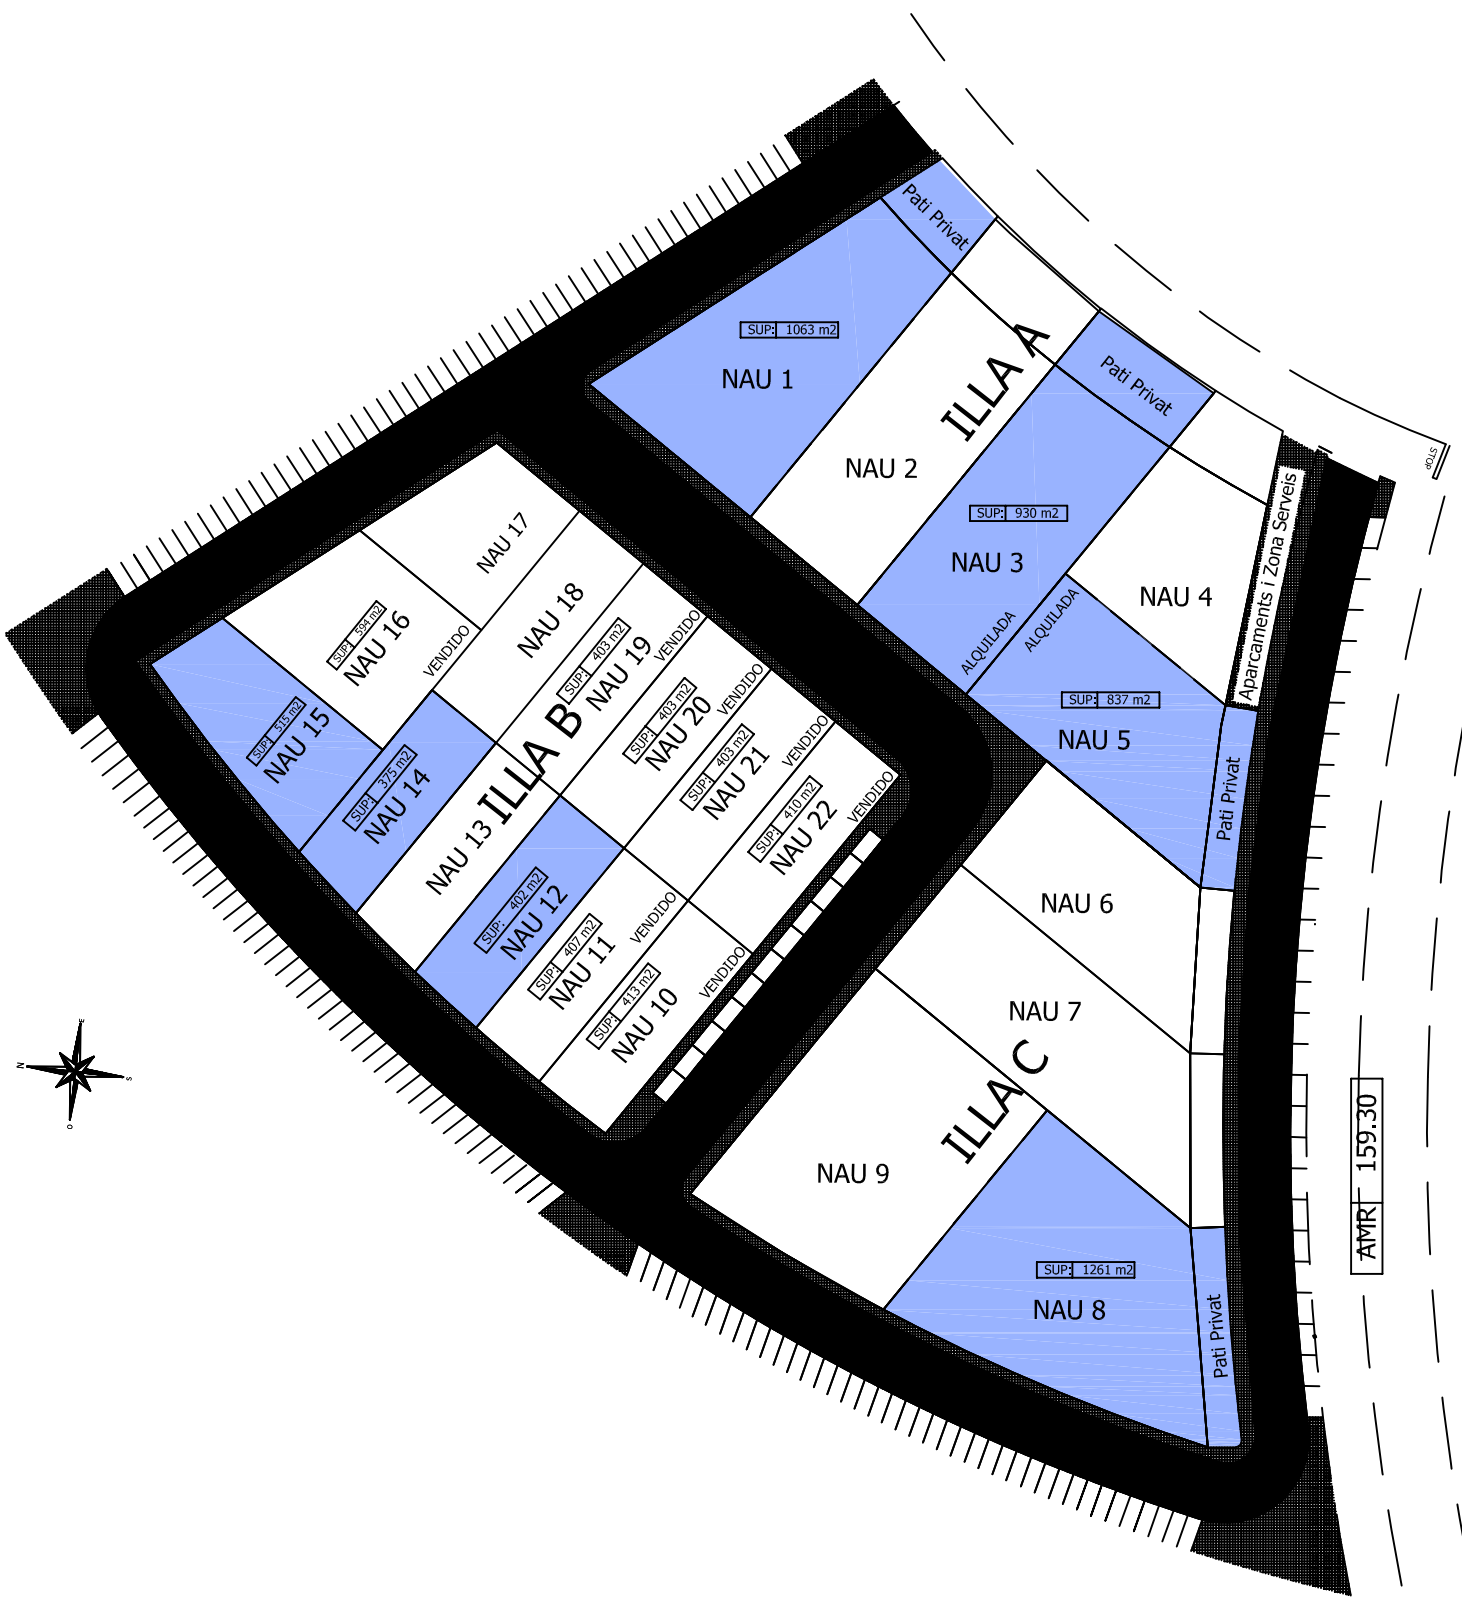 Pati Privat
SUP: 1063 m2
NAU 1
ILLA A
NAU 2
Pati Privat
SUP: 930 m2
NAU 3
ALQUILADA
ALQUILADA
NAU 4
Aparcaments i Zona Serveis
STOP
SUP: 837 m2
NAU 5
Pati Privat
NAU 17
NAU 18
SUP: 594 m2
NAU 16
VENDIDO
SUP: 403 m2
NAU 19
VENDIDO
SUP: 515 m2
NAU 15
SUP: 375 m2
NAU 14
ILLA B
SUP: 403 m2
NAU 20
VENDIDO
SUP: 403 m2
NAU 21
VENDIDO
SUP: 410 m2
NAU 22
VENDIDO
NAU 13
SUP: 402 m2
NAU 12
SUP: 407 m2
NAU 11
VENDIDO
SUP: 413 m2
NAU 10
VENDIDO
NAU 6
NAU 7
ILLA C
NAU 9
SUP: 1261 m2
NAU 8
Pati Privat
AMR 159.30
E
N
S
O